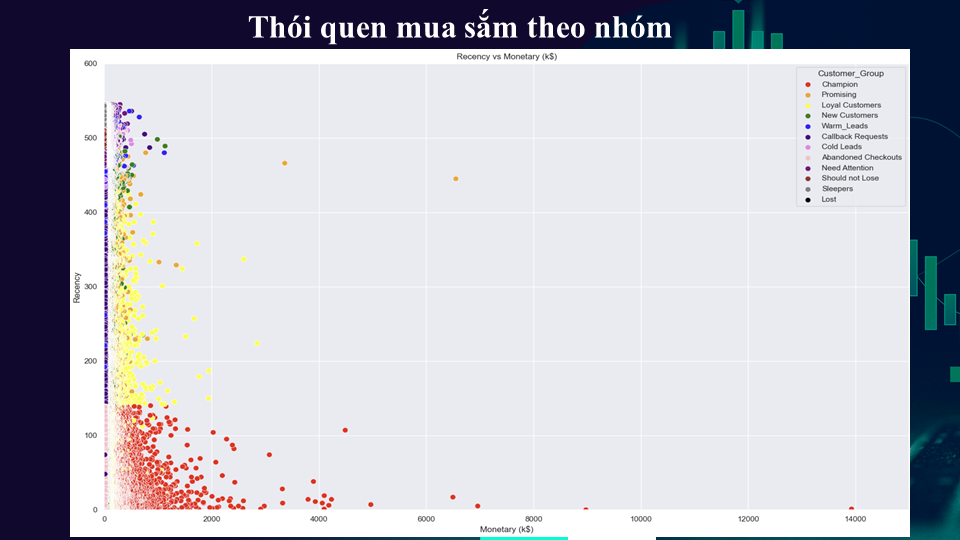 Thói quen mua sắm theo nhóm
Recency vs Monetary (k$)
600
500
400
300
200
100
0
Recency
0 2000 4000 6000 8000 10000 12000 14000
Monetary (k$)
Customer_Group
Champion
Promising
Loyal Customers
New Customers
Warm_Leads
Callback Requests
Cold Leads
Abandoned Checkouts
Need Attention
Should not Lose
Sleepers
Lost